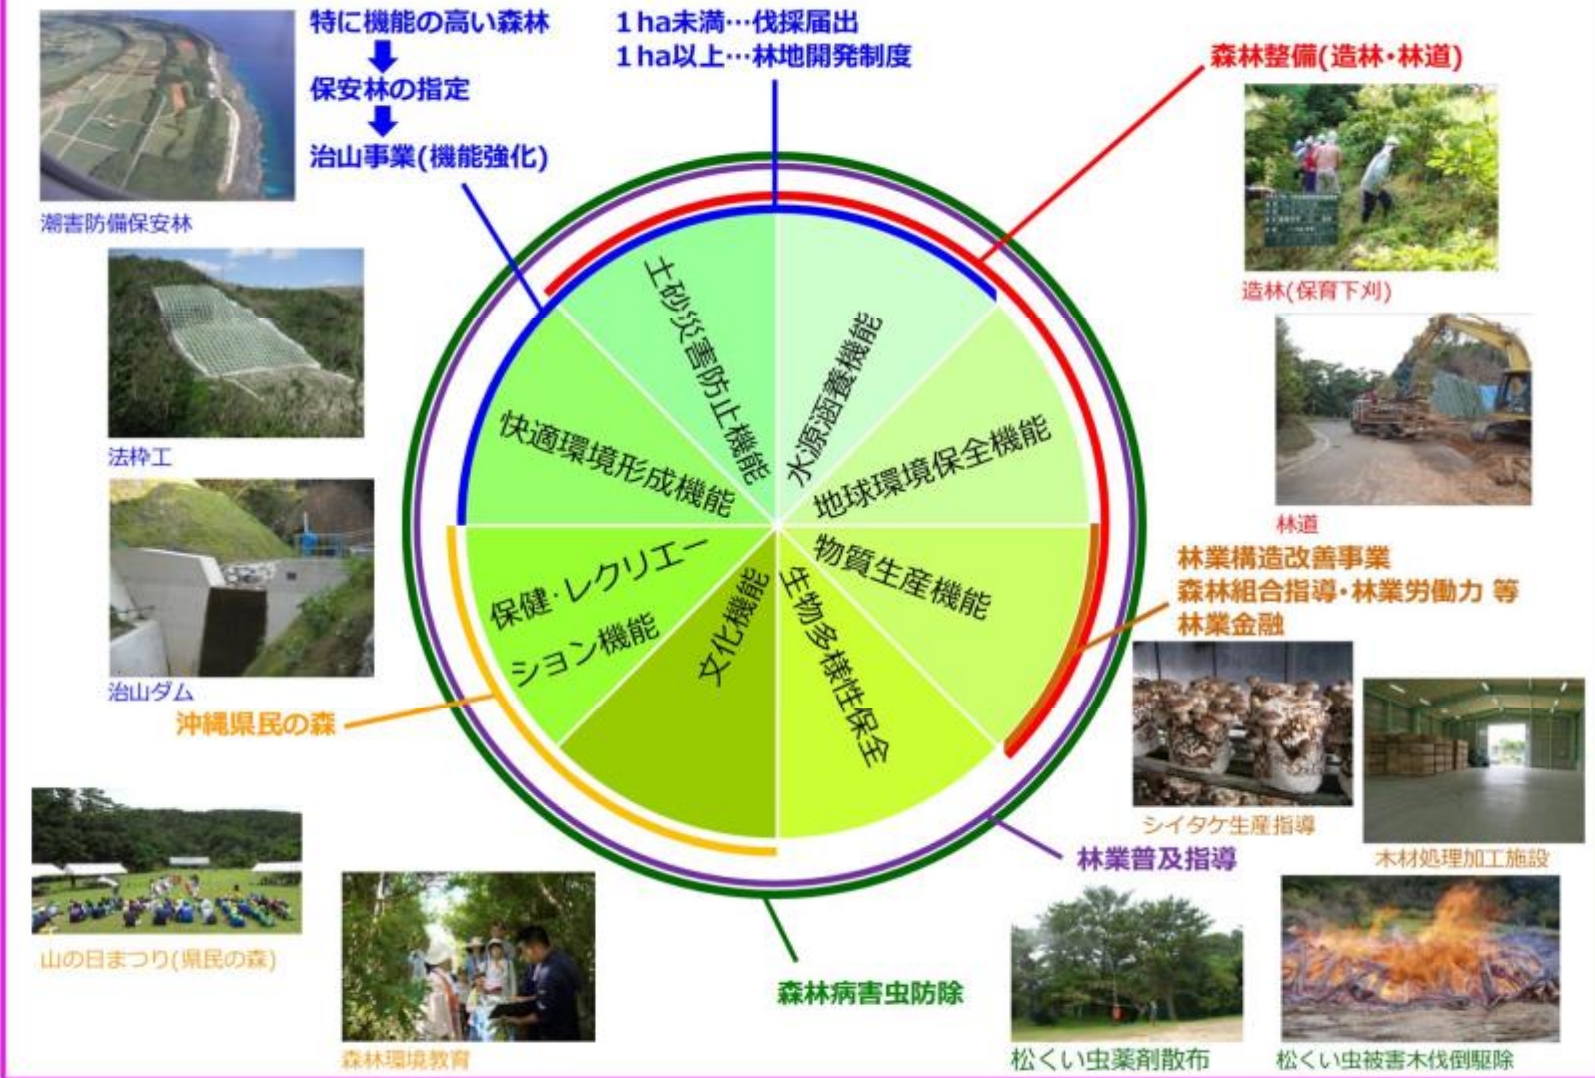 特に機能の高い森林
保安林の指定
治山事業(機能強化)
1ha未満…伐採届出
1ha以上…林地開発制度
森林整備(造林・林道)
潮害防備保安林
法枠工
治山ダム
沖縄県民の森
山の日まつり(県民の森)
森林環境教育
土砂災害防止機能
水源涵養機能
快適環境形成機能
地球環境保全機能
保健・レクリエー
ション機能
文化機能
生物多様性保全
物質生産機能
造林(保育下刈)
林道
林業構造改善事業
森林組合指導・林業労働力 等
林業金融
シイタケ生産指導
木材処理加工施設
林業普及指導
森林病害虫防除
松くい虫薬剤散布
松くい虫被害木伐倒駆除